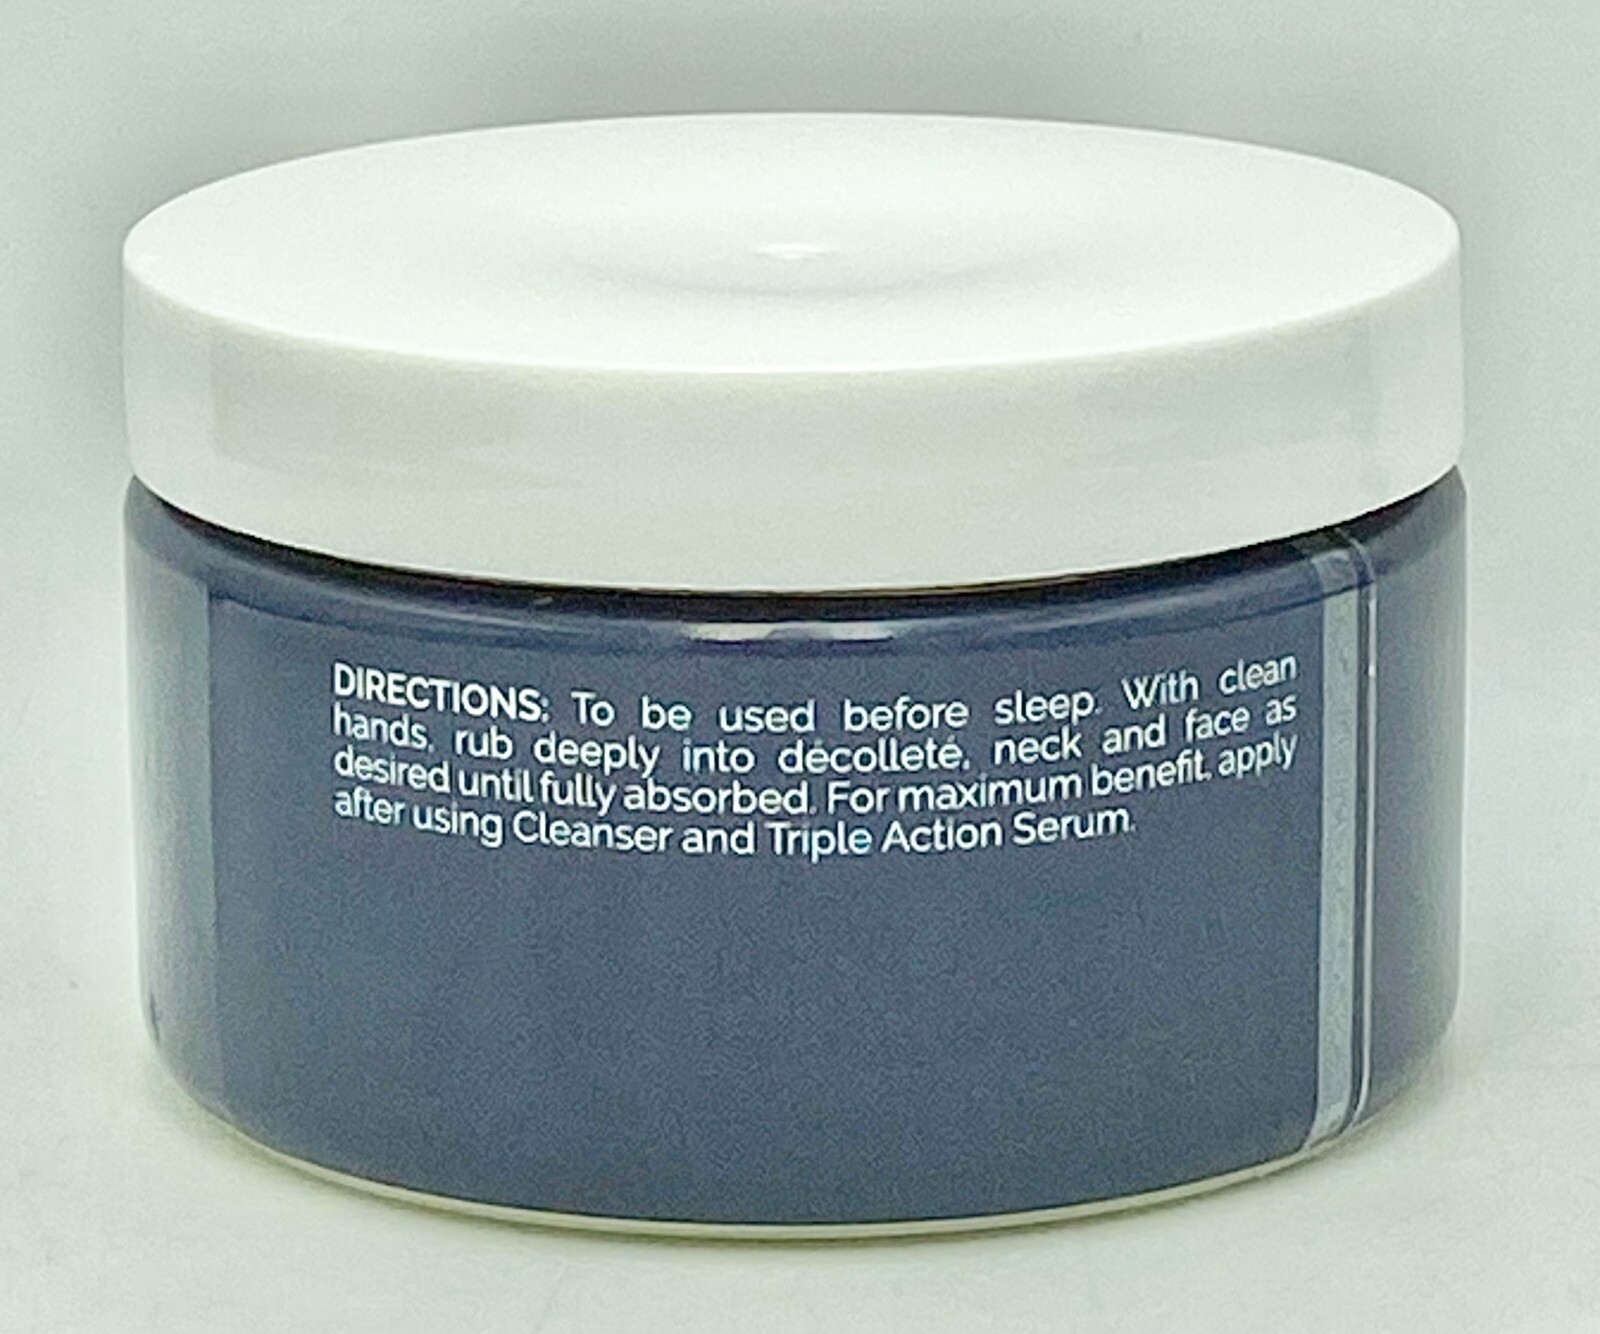 DIRECTIONS: To be used before sleep. With clean
hands, rub deeply into décolleté, neck and face as
desired until fully absorbed. For maximum benefit, apply
after using Cleanser and Triple Action Serum.